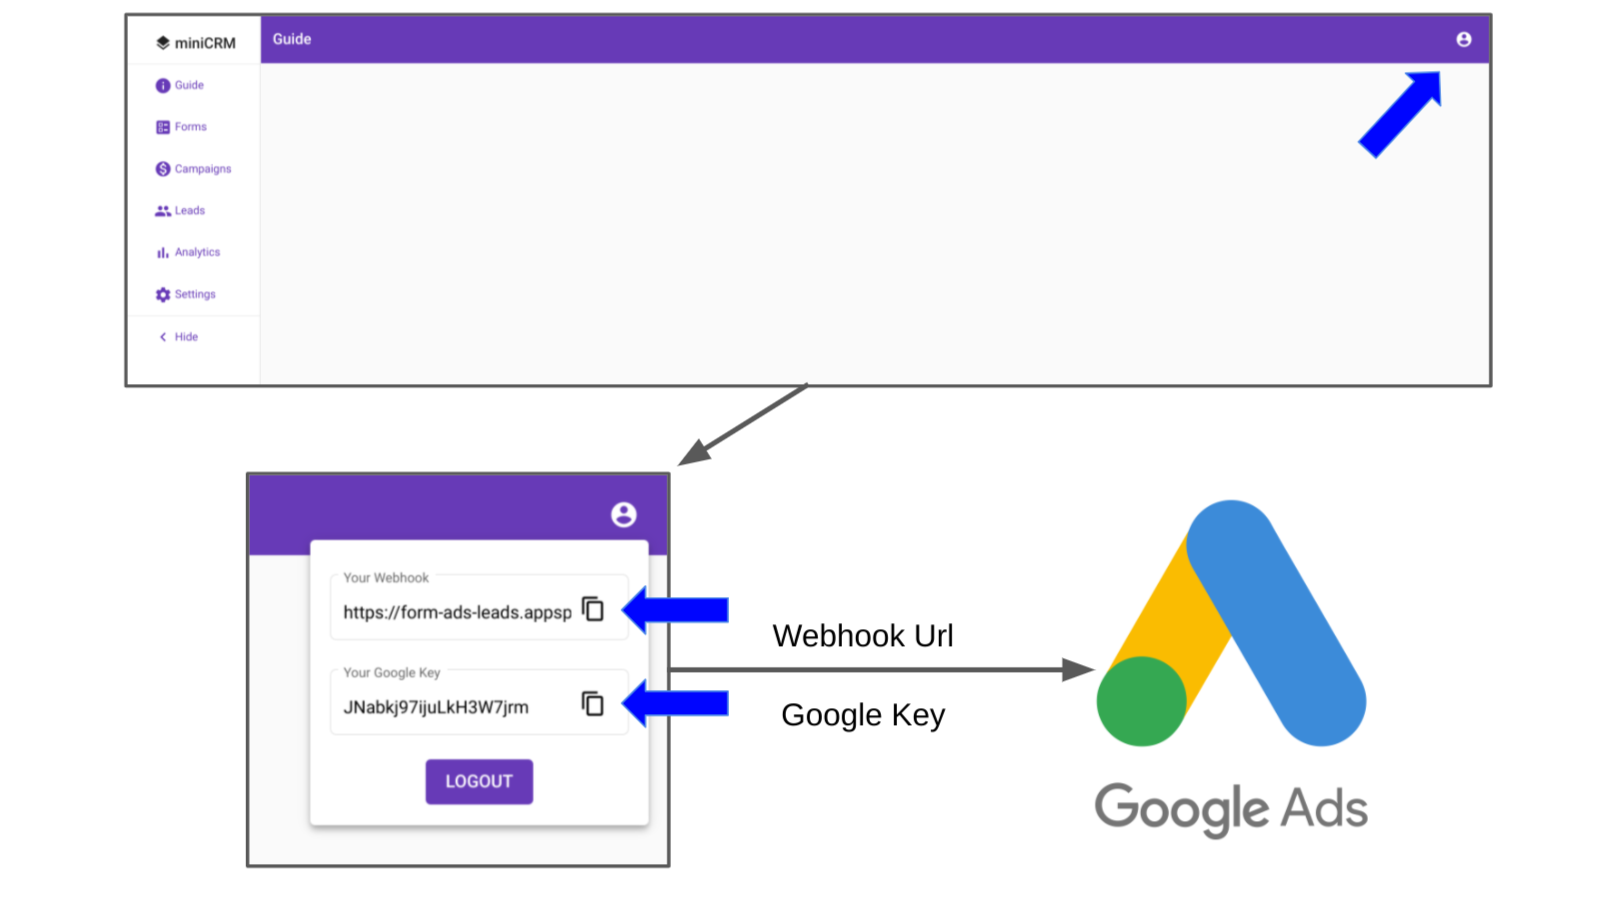 miniCRM
Guide
Guide
Forms
Campaigns
Leads
Analytics
Settings
Hide
Your Webhook
https://form-ads-leads.appsp
Your Google Key
JNabkj97ijuLkH3W7jrm
LOGOUT
Webhook Url
Google Key
Google Ads